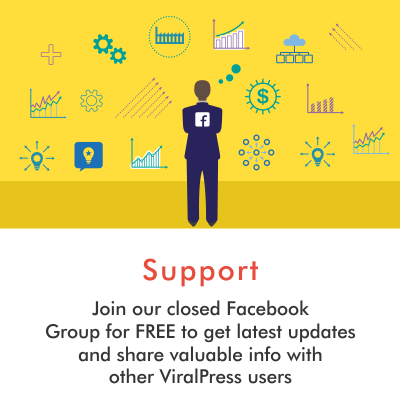 Support
Join our closed Facebook
Group for FREE to get latest updates
and share valuable info with
other ViralPress users